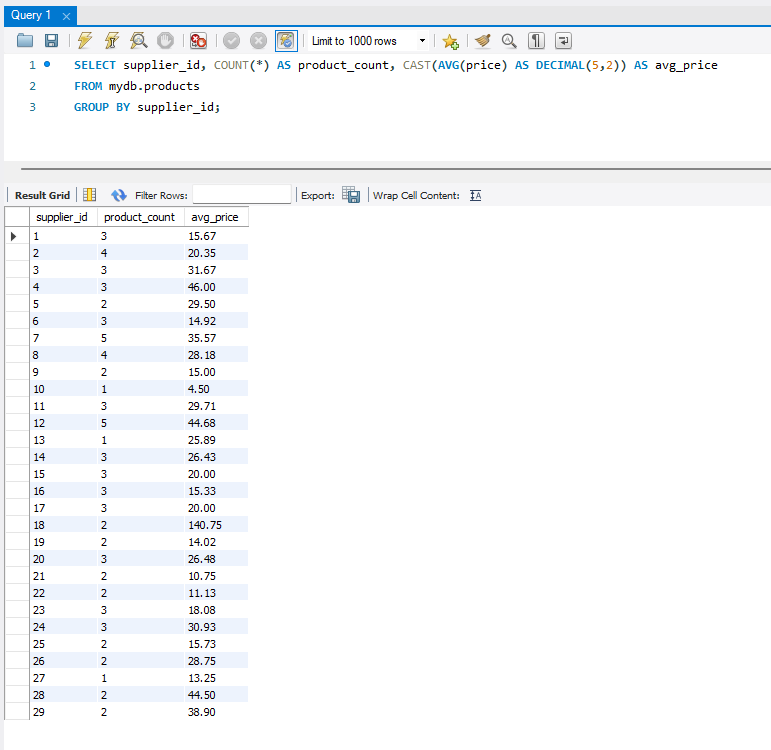 Query 1
Limit to 1000 rows
1 SELECT supplier_id, COUNT(*) AS product_count, CAST(AVG(price) AS DECIMAL(5,2)) AS avg_price
2 FROM mydb.products
3 GROUP BY supplier_id;
Result Grid Filter Rows: Export: Wrap Cell Content:
supplier_id product_count avg_price
1 3 15.67
2 4 20.35
3 3 31.67
4 3 46.00
5 2 29.50
6 3 14.92
7 5 35.57
8 4 28.18
9 2 15.00
10 1 4.50
11 3 29.71
12 5 44.68
13 1 25.89
14 3 26.43
15 3 20.00
16 3 15.33
17 3 20.00
18 2 140.75
19 2 14.02
20 3 26.48
21 2 10.75
22 2 11.13
23 3 18.08
24 3 30.93
25 2 15.73
26 2 28.75
27 1 13.25
28 2 44.50
29 2 38.90